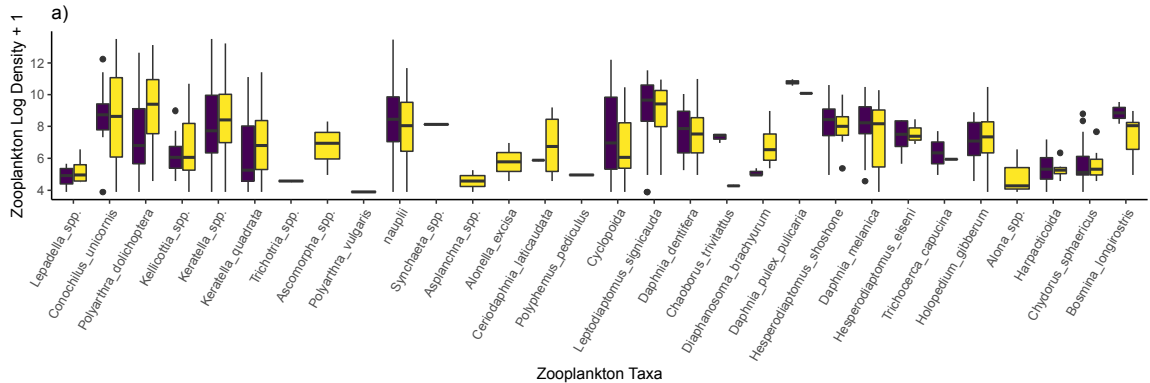 a)
Zooplankton Log Density + 1
12
10
8
6
4
Lepadella_spp.
Conochilus_unicornis
Polyarthra_dolichoptera
Kellicottia_spp.
Keratella_spp.
Keratella_quadrata
Trichotria_spp.
Ascomorpha_spp.
Polyarthra_vulgaris
nauplii
Synchaeta_spp.
Asplanchna_spp.
Alonella_excisa
Ceriodaphnia_laticaudata
Polyphemus_pediculus
Cyclopoida
Leptodiaptomus_signicauda
Daphnia_dentifera
Chaoborus_trivitattus
Diaphanosoma_brachyurum
Daphnia_pulex_pulicaria
Hesperodiaptomus_shoshone
Daphnia_melanica
Hesperodiaptomus_eiseni
Trichocerca_capucina
Holopedium_gibberum
Alona_spp.
Harpacticoida
Chydorus_sphaericus
Bosmina_longirostris
Zooplankton Taxa